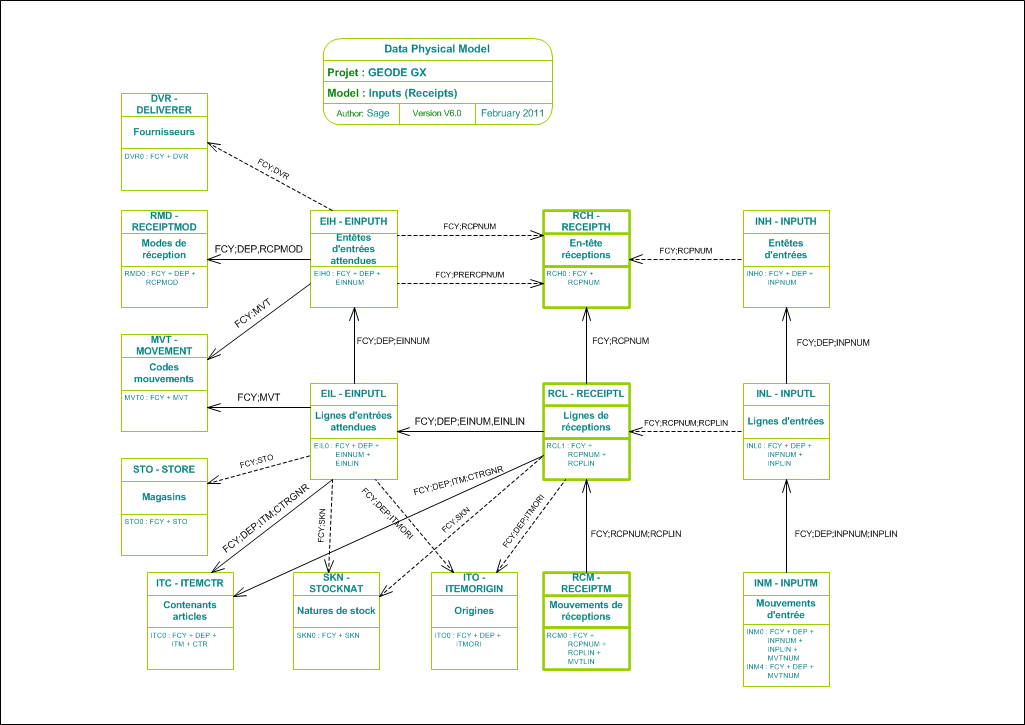 Data Physical Model
Projet : GEODE GX
Model : Inputs (Receipts)
Author: Sage
Version V6.0
February 2011
DVR -
DELIVERER
Fournisseurs
DVR0 : FCY + DVR
FCY;DVR
RMD -
RECEIPTMOD
Modes de
réception
RMD0 : FCY + DEP +
RCPMOD
FCY;DEP,RCPMOD
EIH - EINPUTH
Entêtes
d'entrées
attendues
EIH0 : FCY + DEP +
EINNUM
FCY;RCPNUM
FCY;PRERCPNUM
RCH -
RECEIPTH
En-tête
réceptions
RCH0 : FCY +
RCPNUM
FCY;RCPNUM
INH - INPUTH
Entêtes
d'entrées
INH0 : FCY + DEP +
INPNUM
FCY;MVT
MVT -
MOVEMENT
Codes
mouvements
MVT0 : FCY + MVT
FCY;MVT
FCY;DEP;EINNUM
FCY;RCPNUM
FCY;DEP;INPNUM
EIL - EINPUTL
Lignes d'entrées
attendues
EIL0 : FCY + DEP +
EINNUM +
EINLIN
FCY;DEP;EINUM,EINLIN
RCL - RECEIPTL
Lignes de
réceptions
RCL1 : FCY +
RCPNUM +
RCPLIN
FCY;RCPNUM;RCPLIN
INL - INPUTL
Lignes d'entrées
INL0 : FCY + DEP +
INPNUM +
INPLIN
STO - STORE
Magasins
STO0 : FCY + STO
FCY;STO
FCY;DEP;ITM;CTRGNR
FCY;SKN
FCY;DEP;ITMORI
FCY;DEP;ITM;CTRGNR
FCY;SKN
FCY;DEP;ITMORI
FCY;RCPNUM;RCPLIN
FCY;DEP;INPNUM;INPLIN
ITC - ITEMCTR
Contenants
articles
ITC0 : FCY + DEP +
ITM + CTR
SKN -
STOCKNAT
Natures de stock
SKN0 : FCY + SKN
ITO -
ITEMORIGIN
Origines
ITO0 : FCY + DEP +
ITMORI
RCM -
RECEIPTM
Mouvements de
réceptions
RCM0 : FCY +
RCPNUM +
RCPLIN +
MVTLIN
INM - INPUTM
Mouvements
d'entrée
INM0 : FCY + DEP +
INPNUM +
INPLIN +
MVTNUM
INM4 : FCY + DEP +
MVTNUM